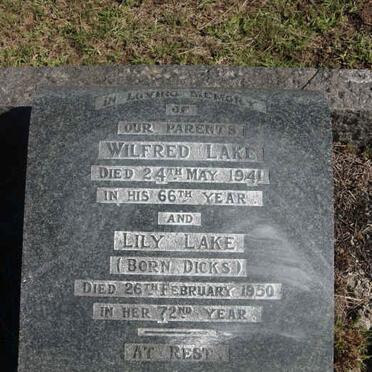 IN LOVING MEMORY
OF
OUR PARENTS
WILFRED LAKE
DIED 24TH MAY 1941
IN HIS 66TH YEAR
AND
LILY LAKE
(BORN DICKS)
DIED 26TH FEBRUARY 1950
IN HER 72ND YEAR
AT REST